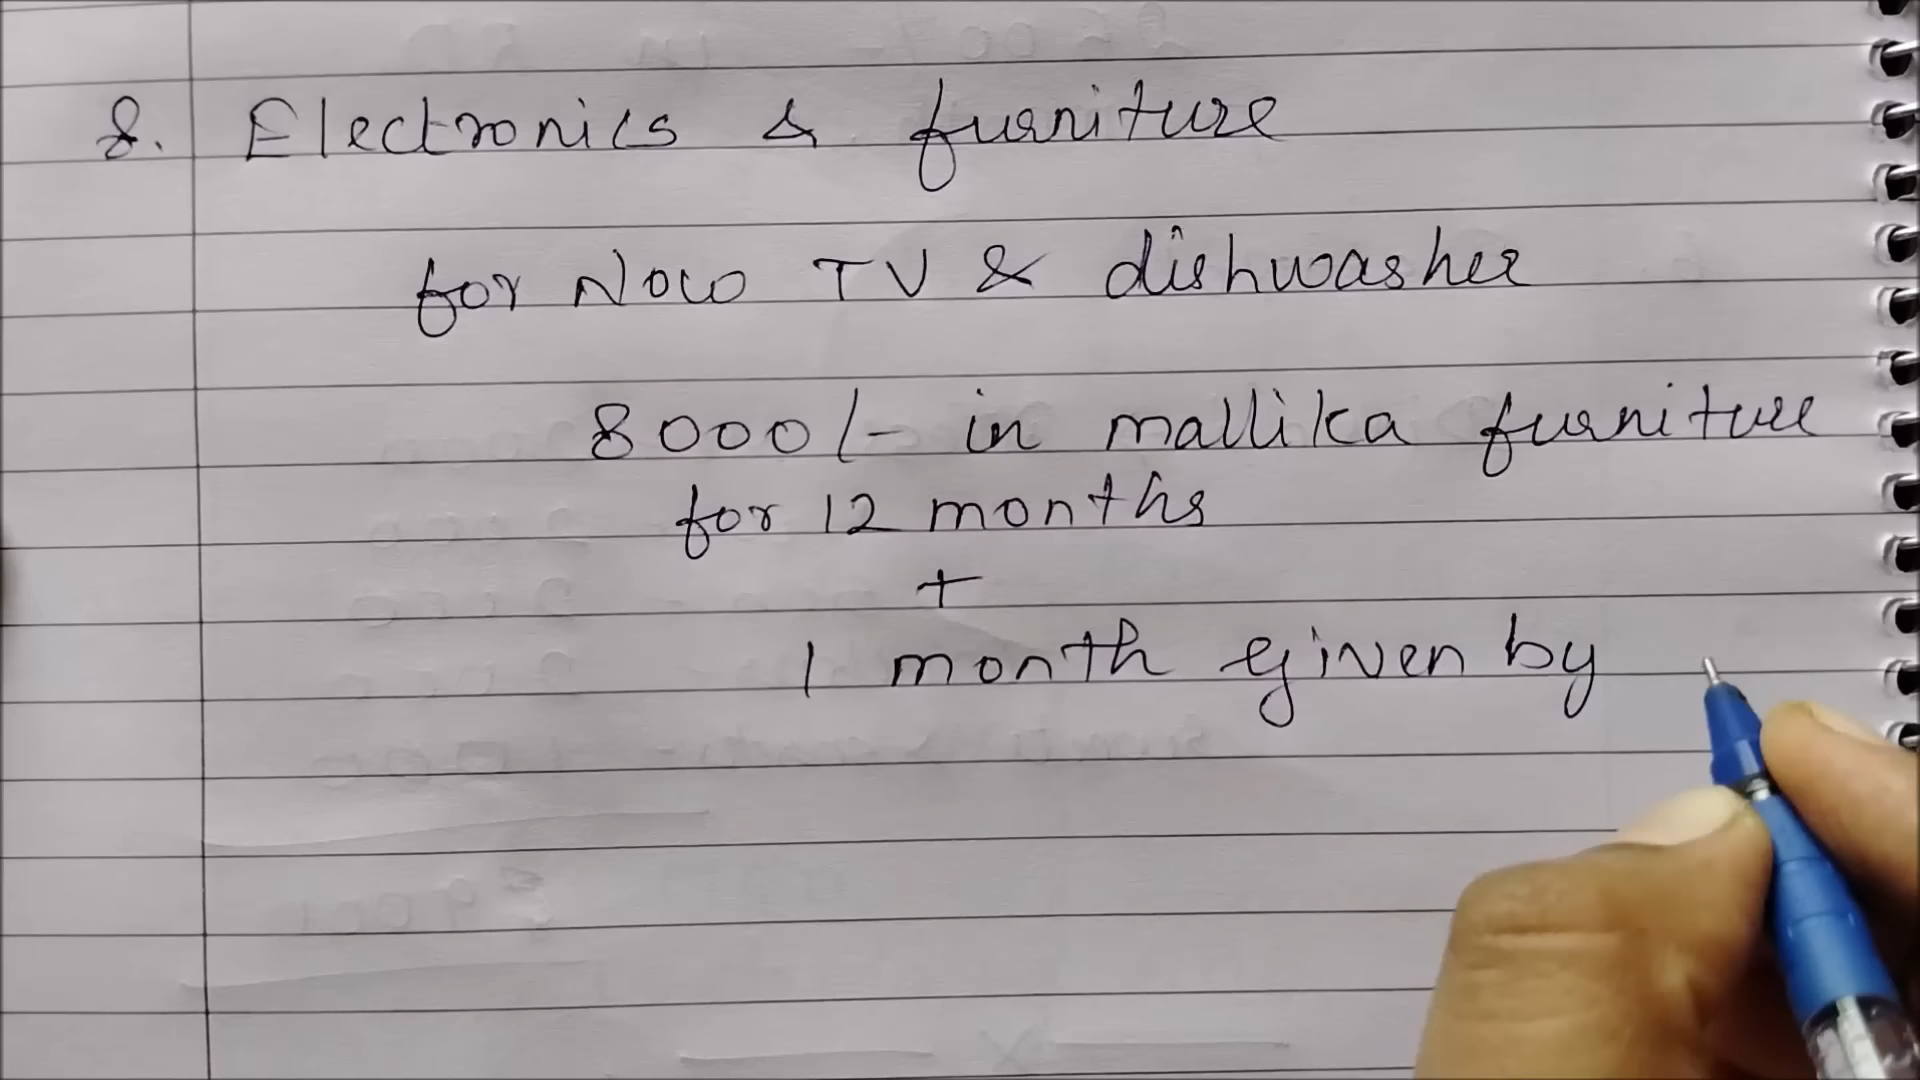 8. Electronics & furniture
for Now TV & dishwasher
8000/- in mallika furniture
for 12 months
+
1 month given by